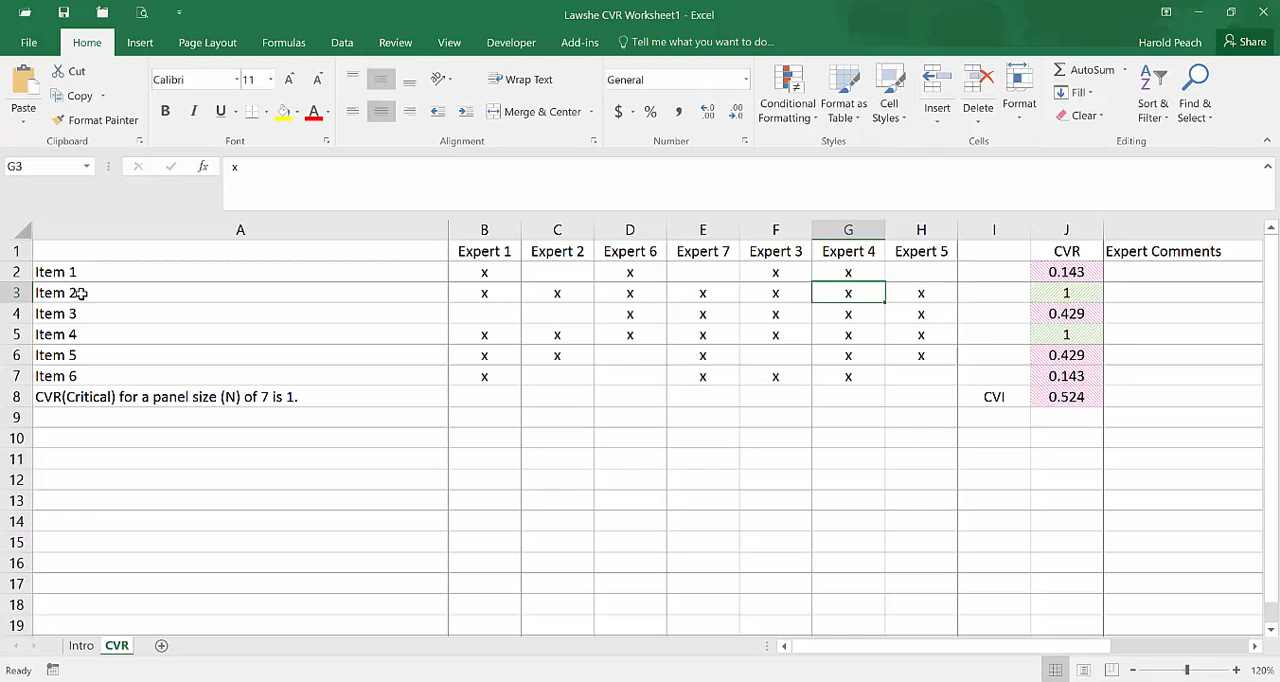 Lawshe CVR Worksheet1 - Excel
File Home Insert Page Layout Formulas Data Review View Developer Add-ins Tell me what you want to do... Harold Peach Share
Paste Cut Copy Format Painter Clipboard
Calibri 11 B I U A Font
Wrap Text Merge & Center Alignment
General $ % , Number
Conditional Formatting Format as Table Cell Styles Styles
Insert Delete Format Cells
AutoSum Fill Clear Sort & Filter Find & Select Editing
G3 fx x
A B C D E F G H I J K
1 Expert 1 Expert 2 Expert 6 Expert 7 Expert 3 Expert 4 Expert 5 CVR Expert Comments
2 Item 1 x x x x 0.143
3 Item 2 x x x x x x x 1
4 Item 3 x x x x x 0.429
5 Item 4 x x x x x x x 1
6 Item 5 x x x x x 0.429
7 Item 6 x x x x 0.143
8 CVR(Critical) for a panel size (N) of 7 is 1. CVI 0.524
9
10
11
12
13
14
15
16
17
18
19
Intro CVR
Ready 120%